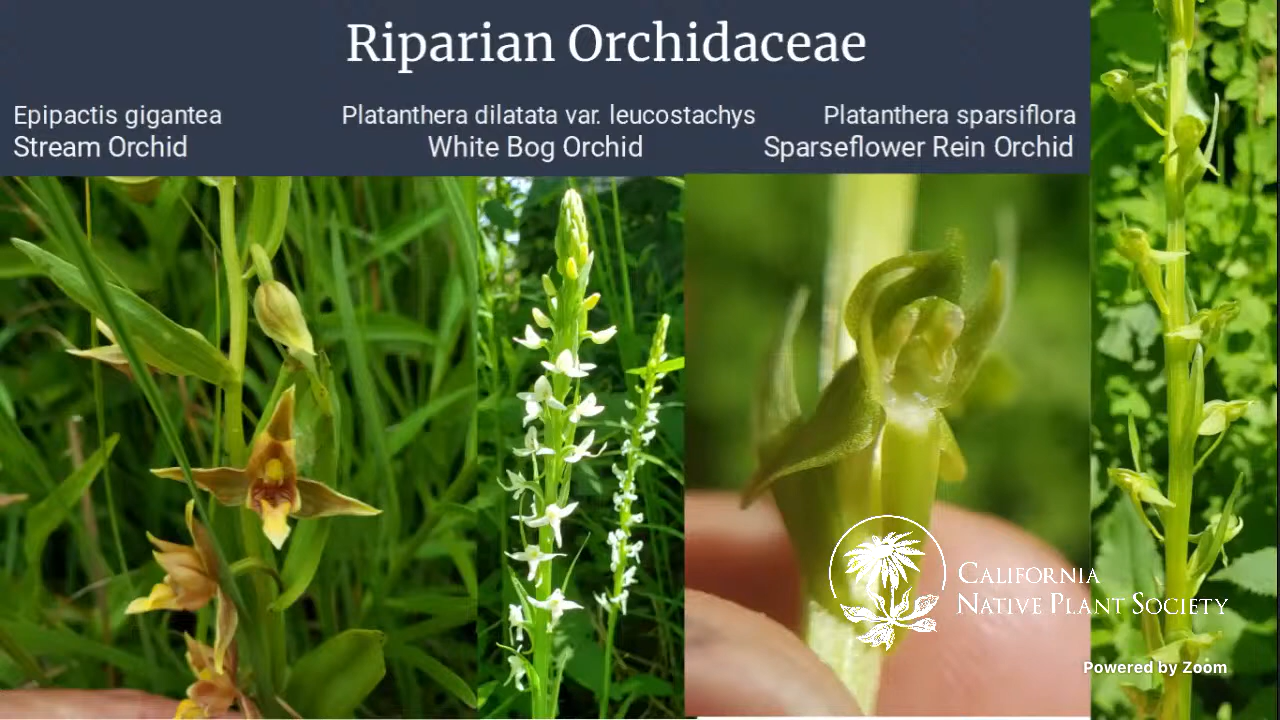 Riparian Orchidaceae
Epipactis gigantea
Stream Orchid
Platanthera dilatata var. leucostachys
White Bog Orchid
Platanthera sparsiflora
Sparseflower Rein Orchid
California
Native Plant Society
Powered by Zoom